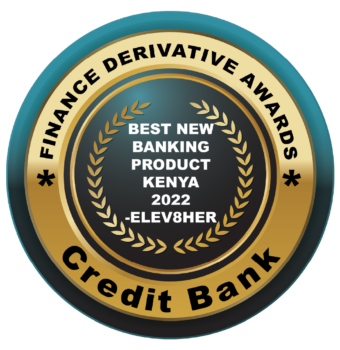 * FINANCE DERIVATIVE AWARDS *
BEST NEW
BANKING
PRODUCT
KENYA
2022
-ELEV8HER
Credit Bank